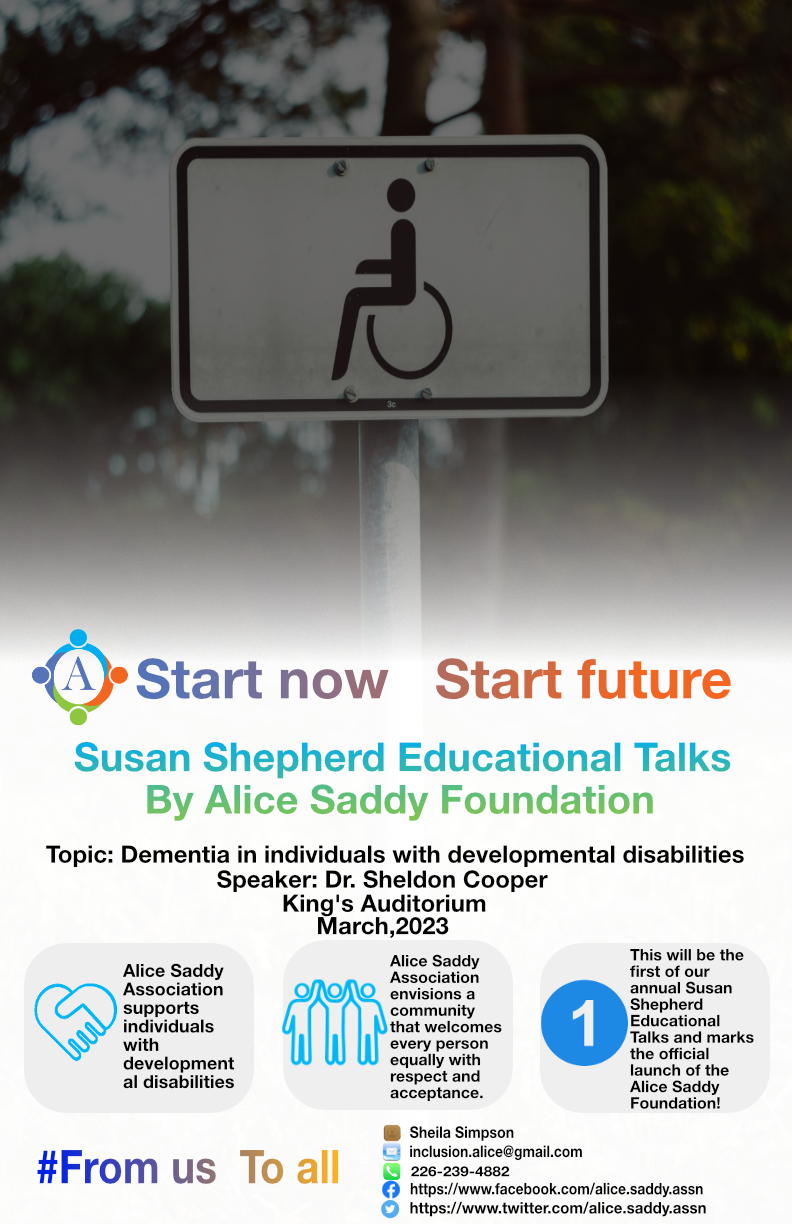 3c
A
Start now Start future
Susan Shepherd Educational Talks
By Alice Saddy Foundation
Topic: Dementia in individuals with developmental disabilities
Speaker: Dr. Sheldon Cooper
King's Auditorium
March,2023
Alice Saddy
Association
supports
individuals
with
development
al disabilities
Alice Saddy
Association
envisions a
community
that welcomes
every person
equally with
respect and
acceptance.
1
This will be the
first of our
annual Susan
Shepherd
Educational
Talks and marks
the official
launch of the
Alice Saddy
Foundation!
#From us To all
Sheila Simpson
inclusion.alice@gmail.com
226-239-4882
https://www.facebook.com/alice.saddy.assn
https://www.twitter.com/alice.saddy.assn